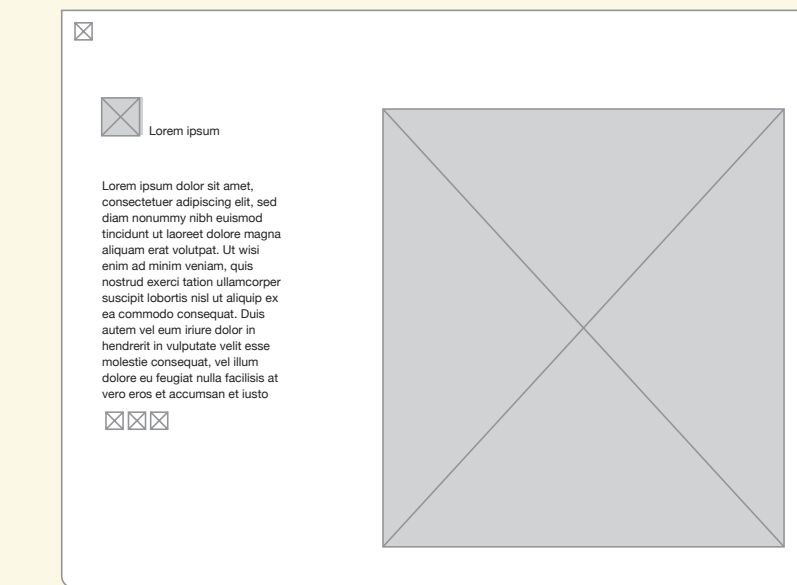 Lorem ipsum
Lorem ipsum dolor sit amet,
consectetuer adipiscing elit, sed
diam nonummy nibh euismod
tincidunt ut laoreet dolore magna
aliquam erat volutpat. Ut wisi
enim ad minim veniam, quis
nostrud exerci tation ullamcorper
suscipit lobortis nisl ut aliquip ex
ea commodo consequat. Duis
autem vel eum iriure dolor in
hendrerit in vulputate velit esse
molestie consequat, vel illum
dolore eu feugiat nulla facilisis at
vero eros et accumsan et iusto